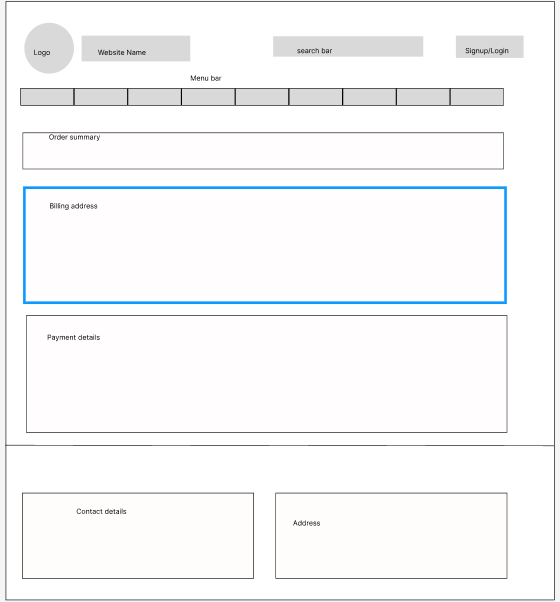 Logo
Website Name
search bar
Signup/Login
Menu bar
Order summary
Billing address
Payment details
Contact details
Address